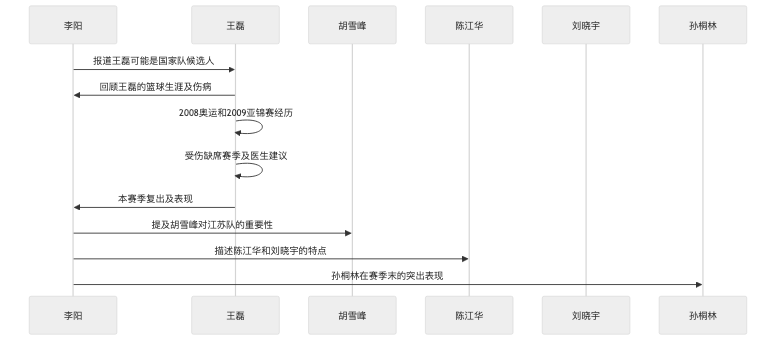 李阳 王磊 胡雪峰 陈江华 刘晓宇 孙桐林
报道王磊可能是国家队候选人
回顾王磊的篮球生涯及伤病
2008奥运和2009亚锦赛经历
受伤缺席赛季及医生建议
本赛季复出及表现
提及胡雪峰对江苏队的重要性
描述陈江华和刘晓宇的特点
孙桐林在赛季末的突出表现
李阳 王磊 胡雪峰 陈江华 刘晓宇 孙桐林